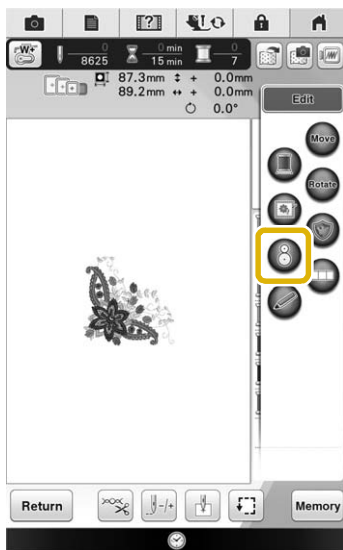 [?]
W+
0
8625
0 min
15 min
0
7
87.3mm + 0.0mm
89.2mm + 0.0mm
0.0°
Edit
Move
Rotate
Return
-/+
Memory